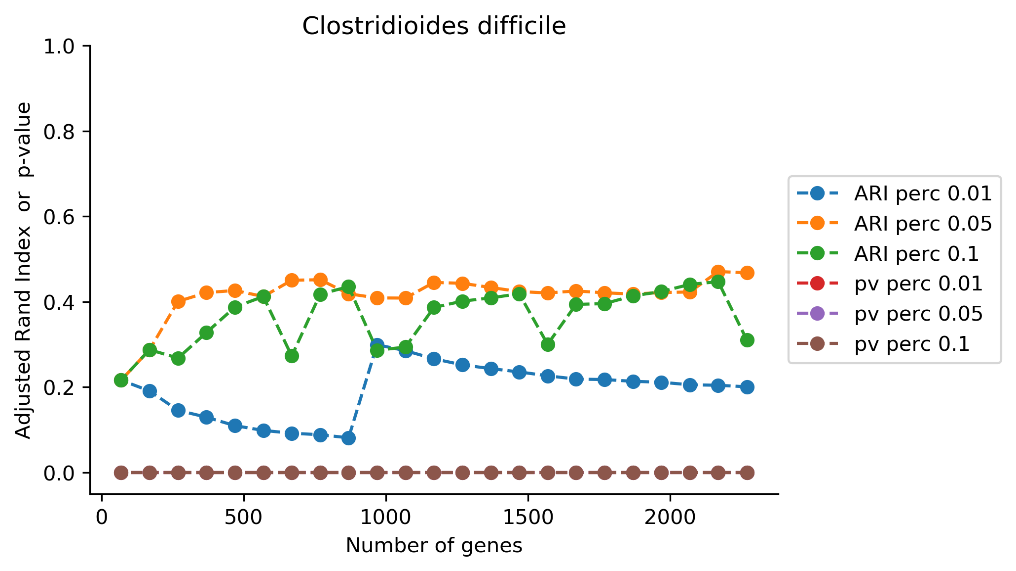 Clostridioides difficile
Adjusted Rand Index or p-value
1.0
0.8
0.6
0.4
0.2
0.0
0
500
1000
1500
2000
Number of genes
ARI perc 0.01
ARI perc 0.05
ARI perc 0.1
pv perc 0.01
pv perc 0.05
pv perc 0.1